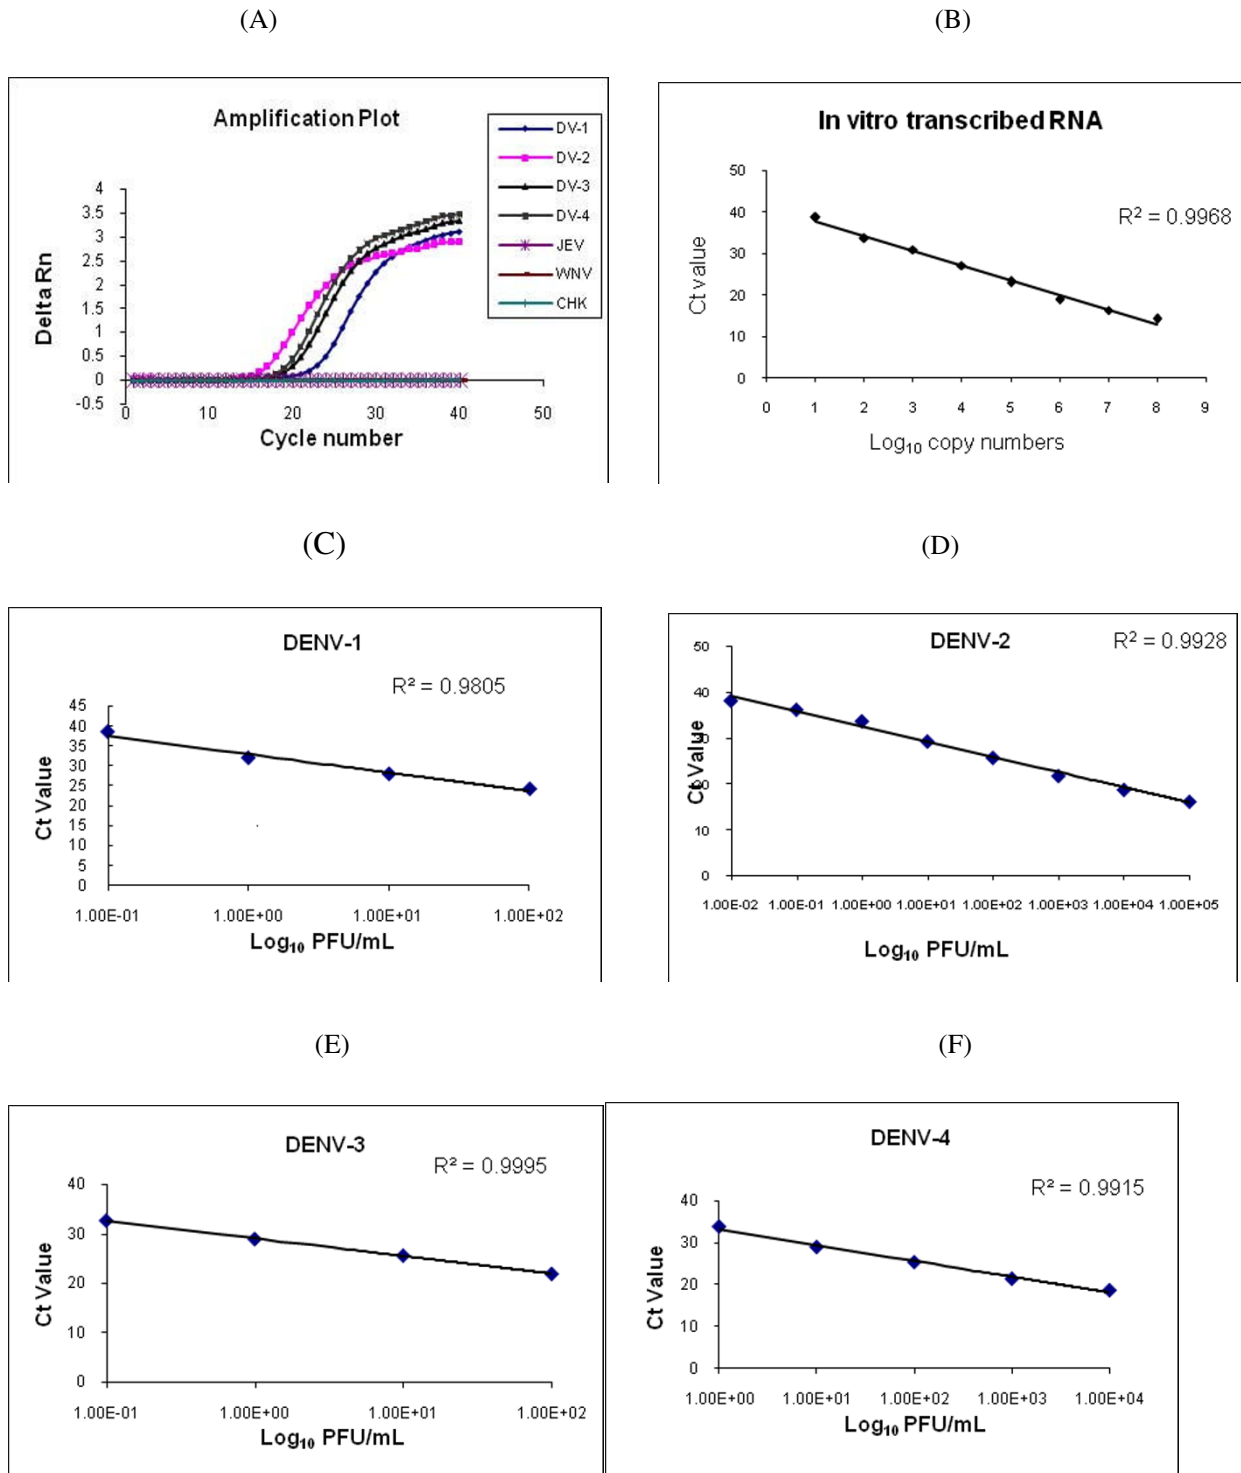 (A)
Amplification Plot
Delta Rn
4
3.5
3
2.5
2
1.5
1
0.5
0
-0.5
0 10 20 30 40 50
Cycle number
DV-1
DV-2
DV-3
DV-4
JEV
WNV
CHK
(B)
In vitro transcribed RNA
R² = 0.9968
Ct value
50
40
30
20
10
0
0 1 2 3 4 5 6 7 8 9
Log₁₀ copy numbers
(C)
DENV-1
R² = 0.9805
Ct Value
45
40
35
30
25
20
15
10
5
0
1.00E-01 1.00E+00 1.00E+01 1.00E+02
Log₁₀ PFU/mL
(D)
DENV-2
R² = 0.9928
Ct Value
50
40
30
20
10
0
1.00E-02 1.00E-01 1.00E+00 1.00E+01 1.00E+02 1.00E+03 1.00E+04 1.00E+05
Log₁₀ PFU/mL
(E)
DENV-3
R² = 0.9995
Ct Value
40
30
20
10
0
1.00E-01 1.00E+00 1.00E+01 1.00E+02
Log₁₀ PFU/mL
(F)
DENV-4
R² = 0.9915
Ct Value
40
30
20
10
0
1.00E+00 1.00E+01 1.00E+02 1.00E+03 1.00E+04
Log₁₀ PFU/mL